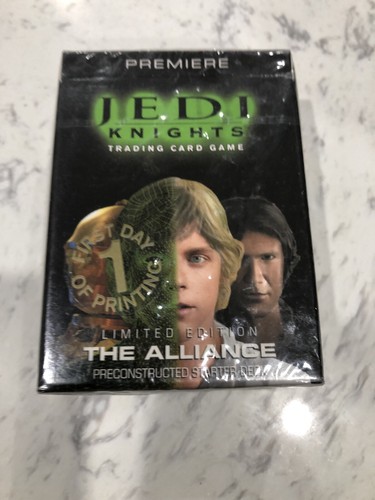 PREMIERE
JEDI
KNIGHTS
TRADING CARD GAME
FIRST DAY
1
OF PRINTING
LIMITED EDITION
THE ALLIANCE
PRECONSTRUCTED STARTER DECK